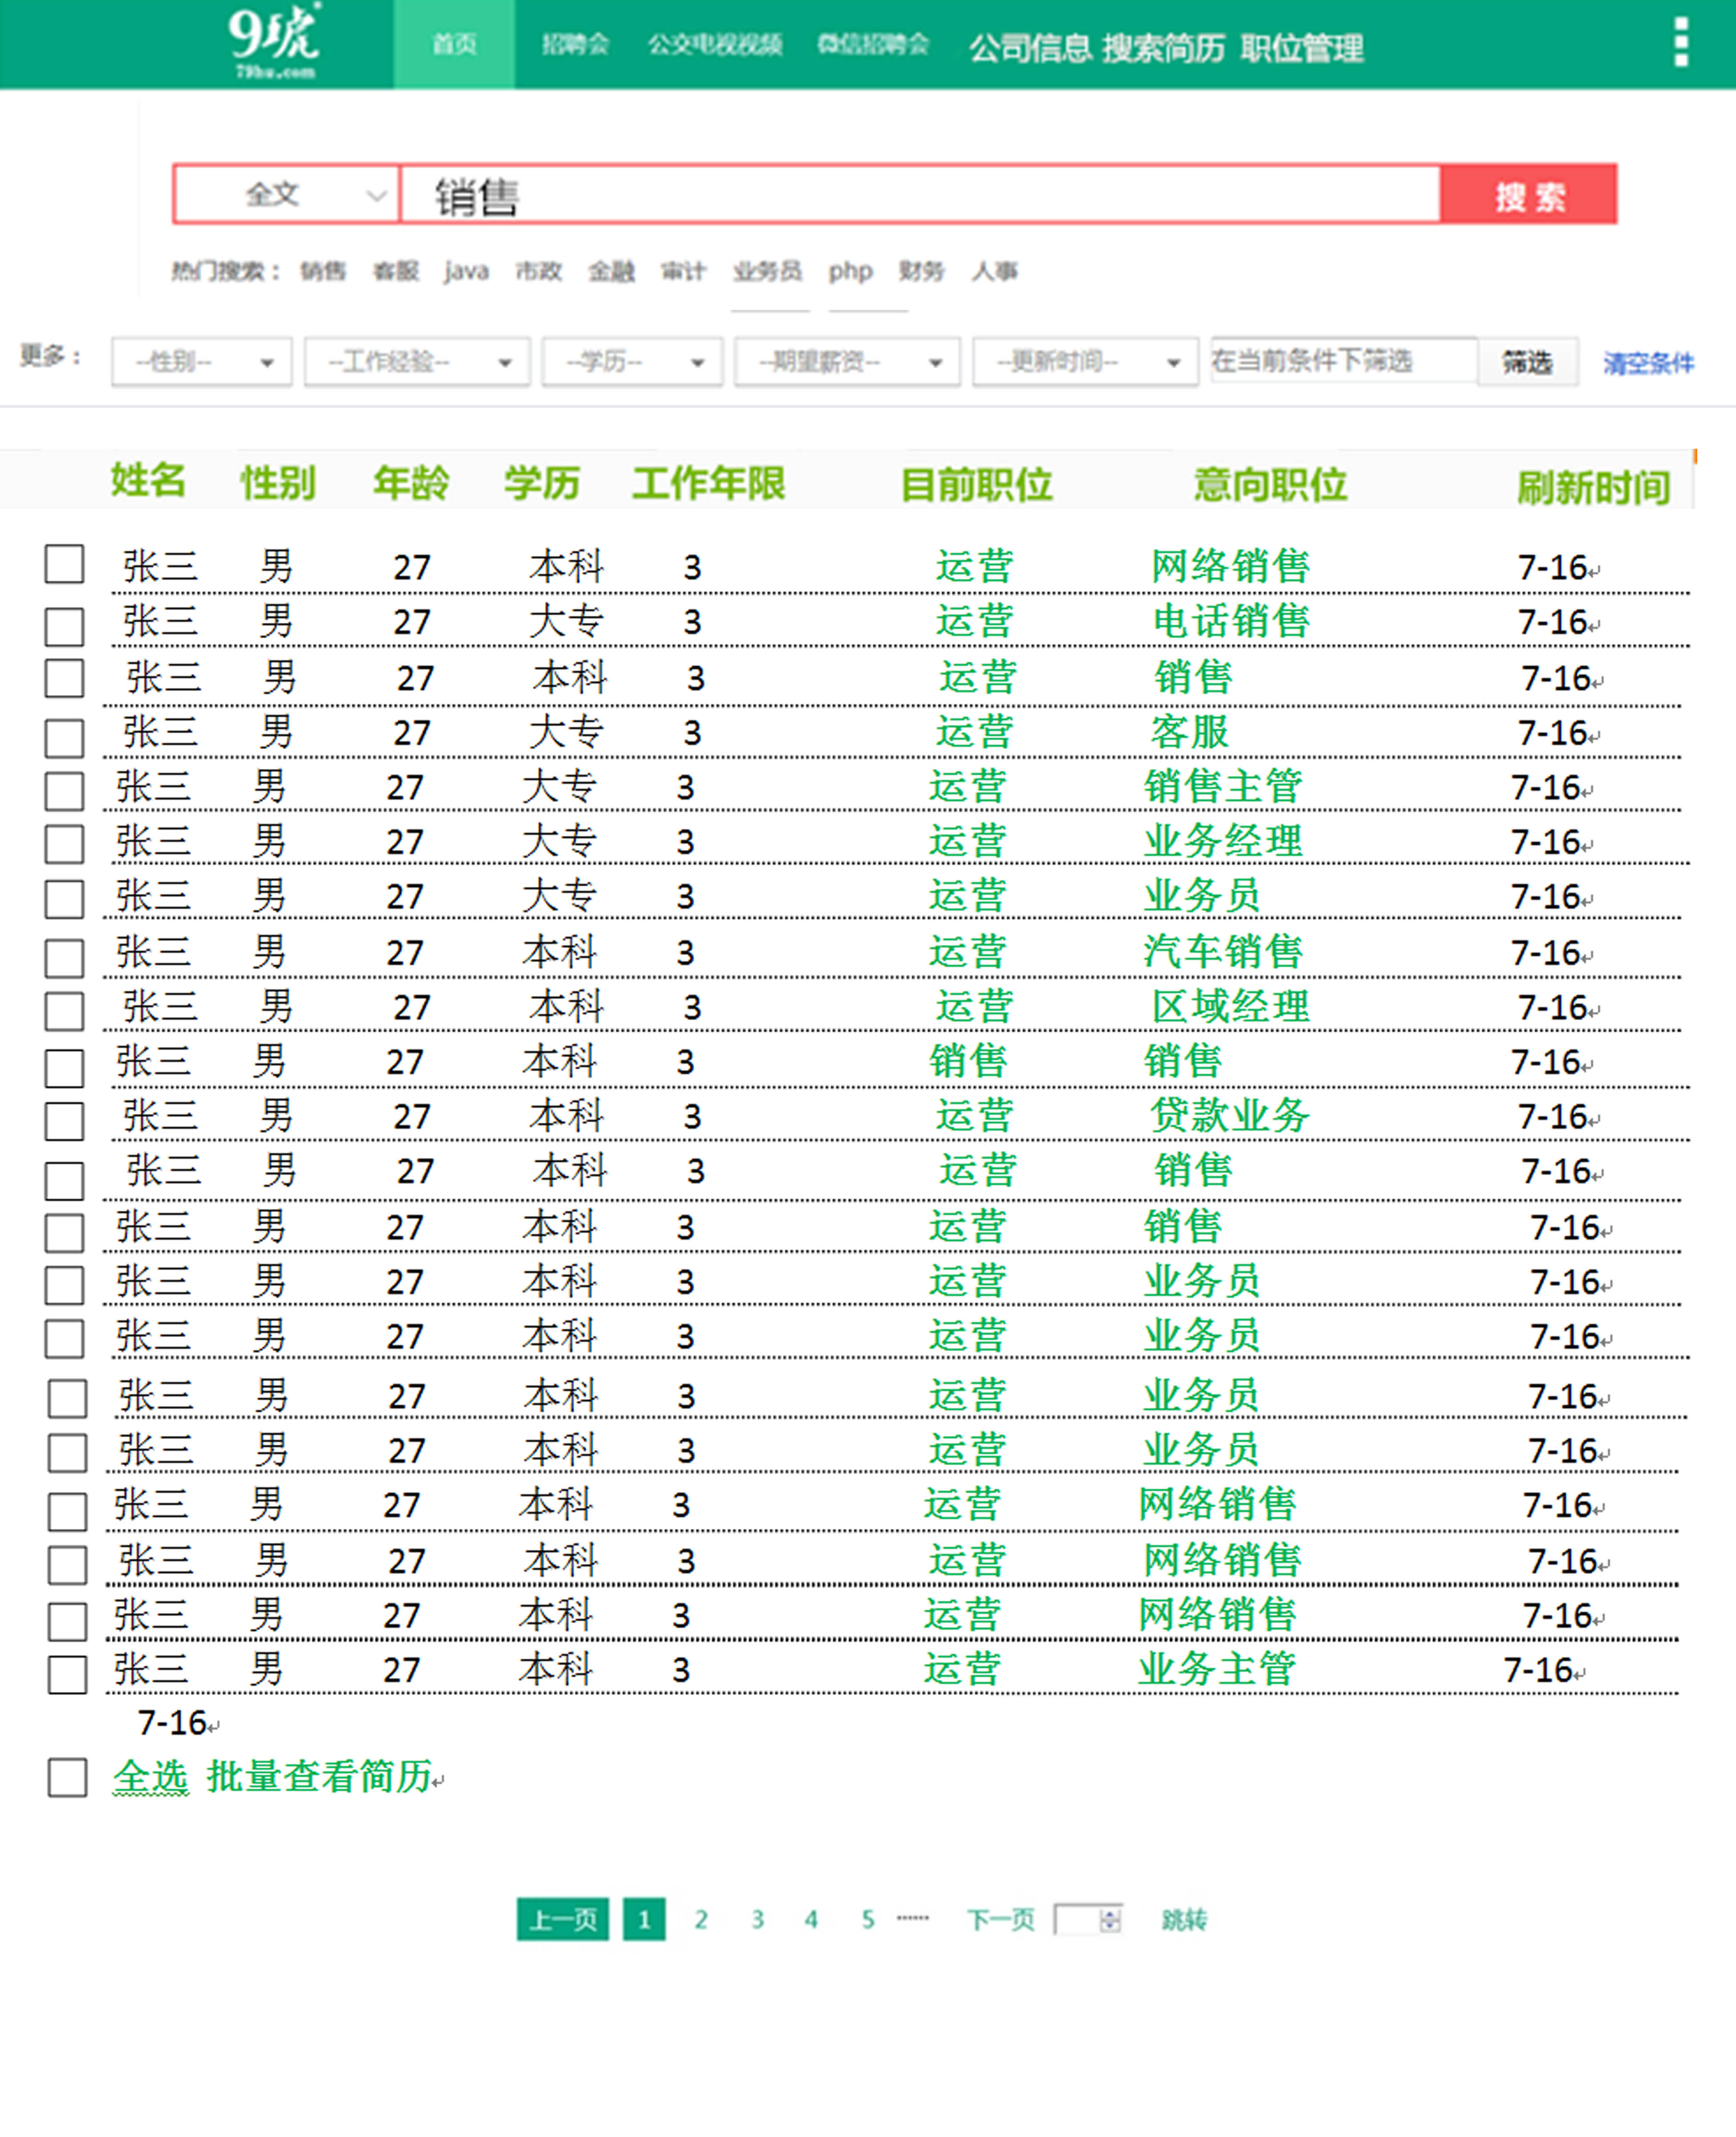 9琥 首页 招聘会 公交电视视频 微信招聘会 公司信息 搜索简历 职位管理
79hu.com
全文 销售 搜索
热门搜索： 销售 客服 java 市政 金融 审计 业务员 php 财务 人事
更多： --性别-- --工作经验-- --学历-- --期望薪资-- --更新时间-- 在当前条件下筛选 筛选 清空条件
姓名 性别 年龄 学历 工作年限 目前职位 意向职位 刷新时间
张三 男 27 本科 3 运营 网络销售 7-16
张三 男 27 大专 3 运营 电话销售 7-16
张三 男 27 本科 3 运营 销售 7-16
张三 男 27 大专 3 运营 客服 7-16
张三 男 27 大专 3 运营 销售主管 7-16
张三 男 27 大专 3 运营 业务经理 7-16
张三 男 27 大专 3 运营 业务员 7-16
张三 男 27 本科 3 运营 汽车销售 7-16
张三 男 27 本科 3 运营 区域经理 7-16
张三 男 27 本科 3 销售 销售 7-16
张三 男 27 本科 3 运营 贷款业务 7-16
张三 男 27 本科 3 运营 销售 7-16
张三 男 27 本科 3 运营 销售 7-16
张三 男 27 本科 3 运营 业务员 7-16
张三 男 27 本科 3 运营 业务员 7-16
张三 男 27 本科 3 运营 业务员 7-16
张三 男 27 本科 3 运营 业务员 7-16
张三 男 27 本科 3 运营 网络销售 7-16
张三 男 27 本科 3 运营 网络销售 7-16
张三 男 27 本科 3 运营 网络销售 7-16
张三 男 27 本科 3 运营 业务主管 7-16
7-16
全选 批量查看简历
上一页 1 2 3 4 5 ······ 下一页 跳转